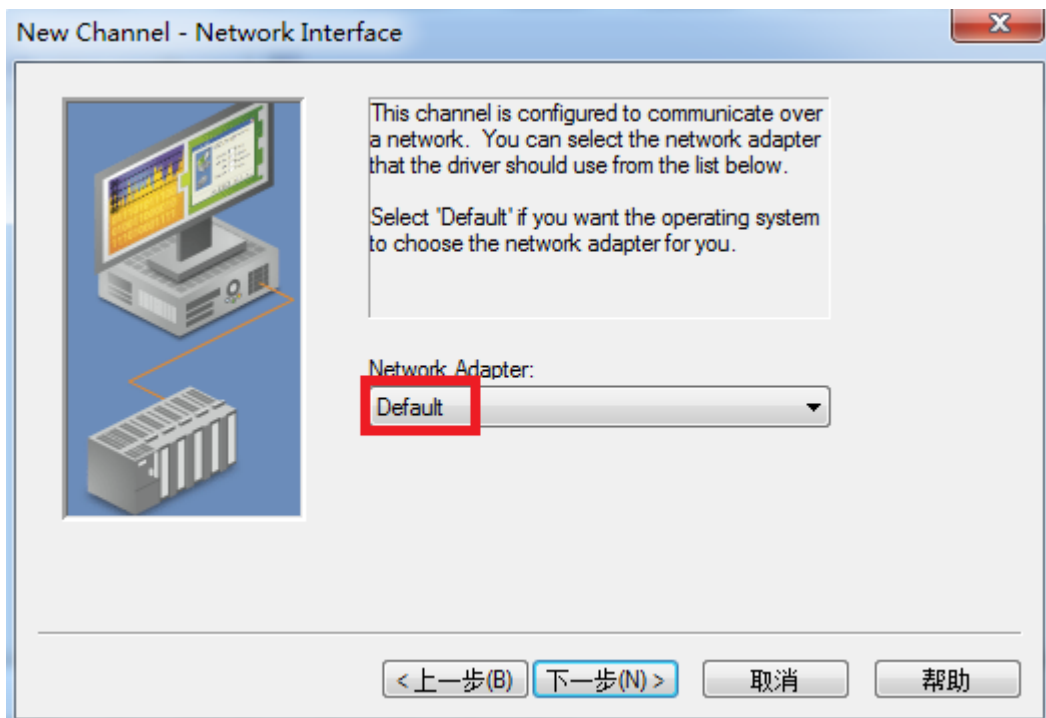 New Channel - Network Interface
This channel is configured to communicate over
a network. You can select the network adapter
that the driver should use from the list below.
Select 'Default' if you want the operating system
to choose the network adapter for you.
Network Adapter:
Default
<上一步(B) 下一步(N)> 取消 帮助